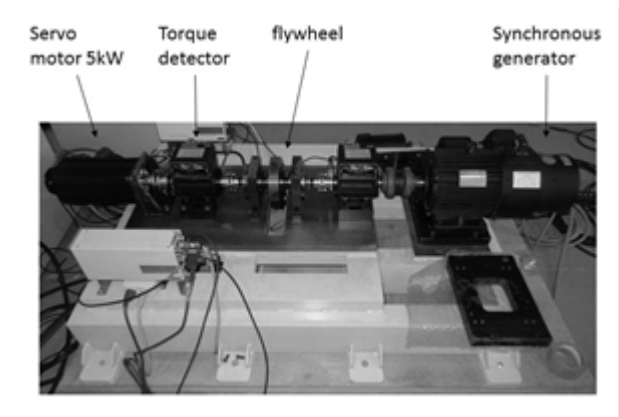 Servo
motor 5kW
Torque
detector
flywheel
Synchronous
generator